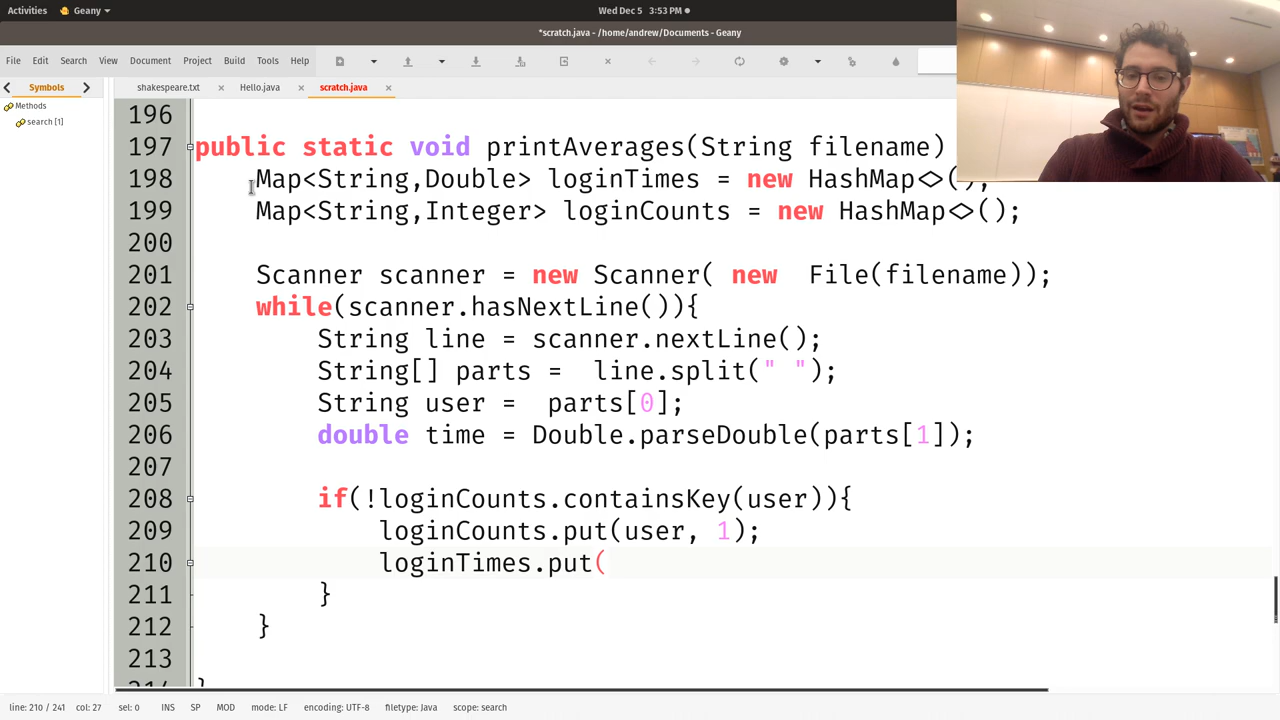 Activities Geany Wed Dec 5 3:53 PM
*scratch.java - /home/andrew/Documents - Geany
File Edit Search View Document Project Build Tools Help
Symbols shakespeare.txt Hello.java scratch.java
Methods
search [1]
196
197 public static void printAverages(String filename)
198 Map<String,Double> loginTimes = new HashMap<>();
199 Map<String,Integer> loginCounts = new HashMap<>();
200
201 Scanner scanner = new Scanner( new  File(filename));
202 while(scanner.hasNextLine()){
203 String line = scanner.nextLine();
204 String[] parts =  line.split(" ");
205 String user =  parts[0];
206 double time = Double.parseDouble(parts[1]);
207
208 if(!loginCounts.containsKey(user)){
209 loginCounts.put(user, 1);
210 loginTimes.put(
211 }
212 }
213
214 }
line: 210 / 241 col: 27 sel: 0 INS SP MOD mode: LF encoding: UTF-8 filetype: Java scope: search